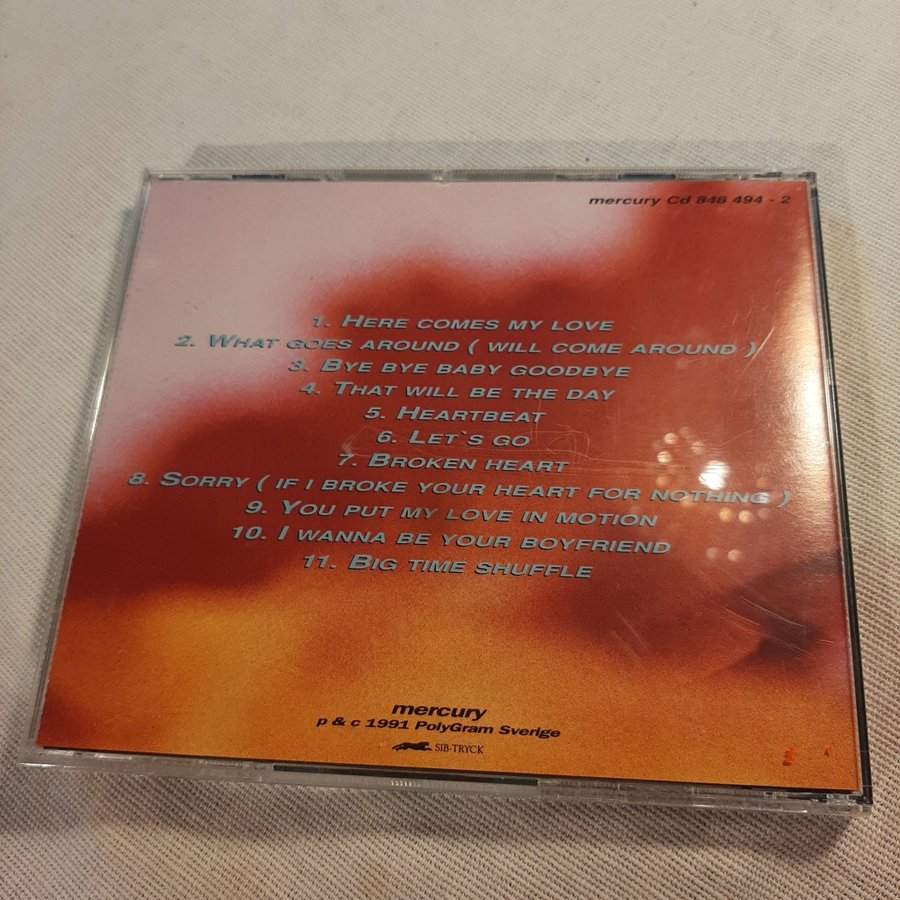 mercury Cd 848 494 - 2
1. HERE COMES MY LOVE
2. WHAT GOES AROUND ( WILL COME AROUND )
3. BYE BYE BABY GOODBYE
4. THAT WILL BE THE DAY
5. HEARTBEAT
6. LET`S GO
7. BROKEN HEART
8. SORRY ( IF I BROKE YOUR HEART FOR NOTHING )
9. YOU PUT MY LOVE IN MOTION
10. I WANNA BE YOUR BOYFRIEND
11. BIG TIME SHUFFLE
mercury
p & c 1991 PolyGram Sverige
SIB-TRYCK